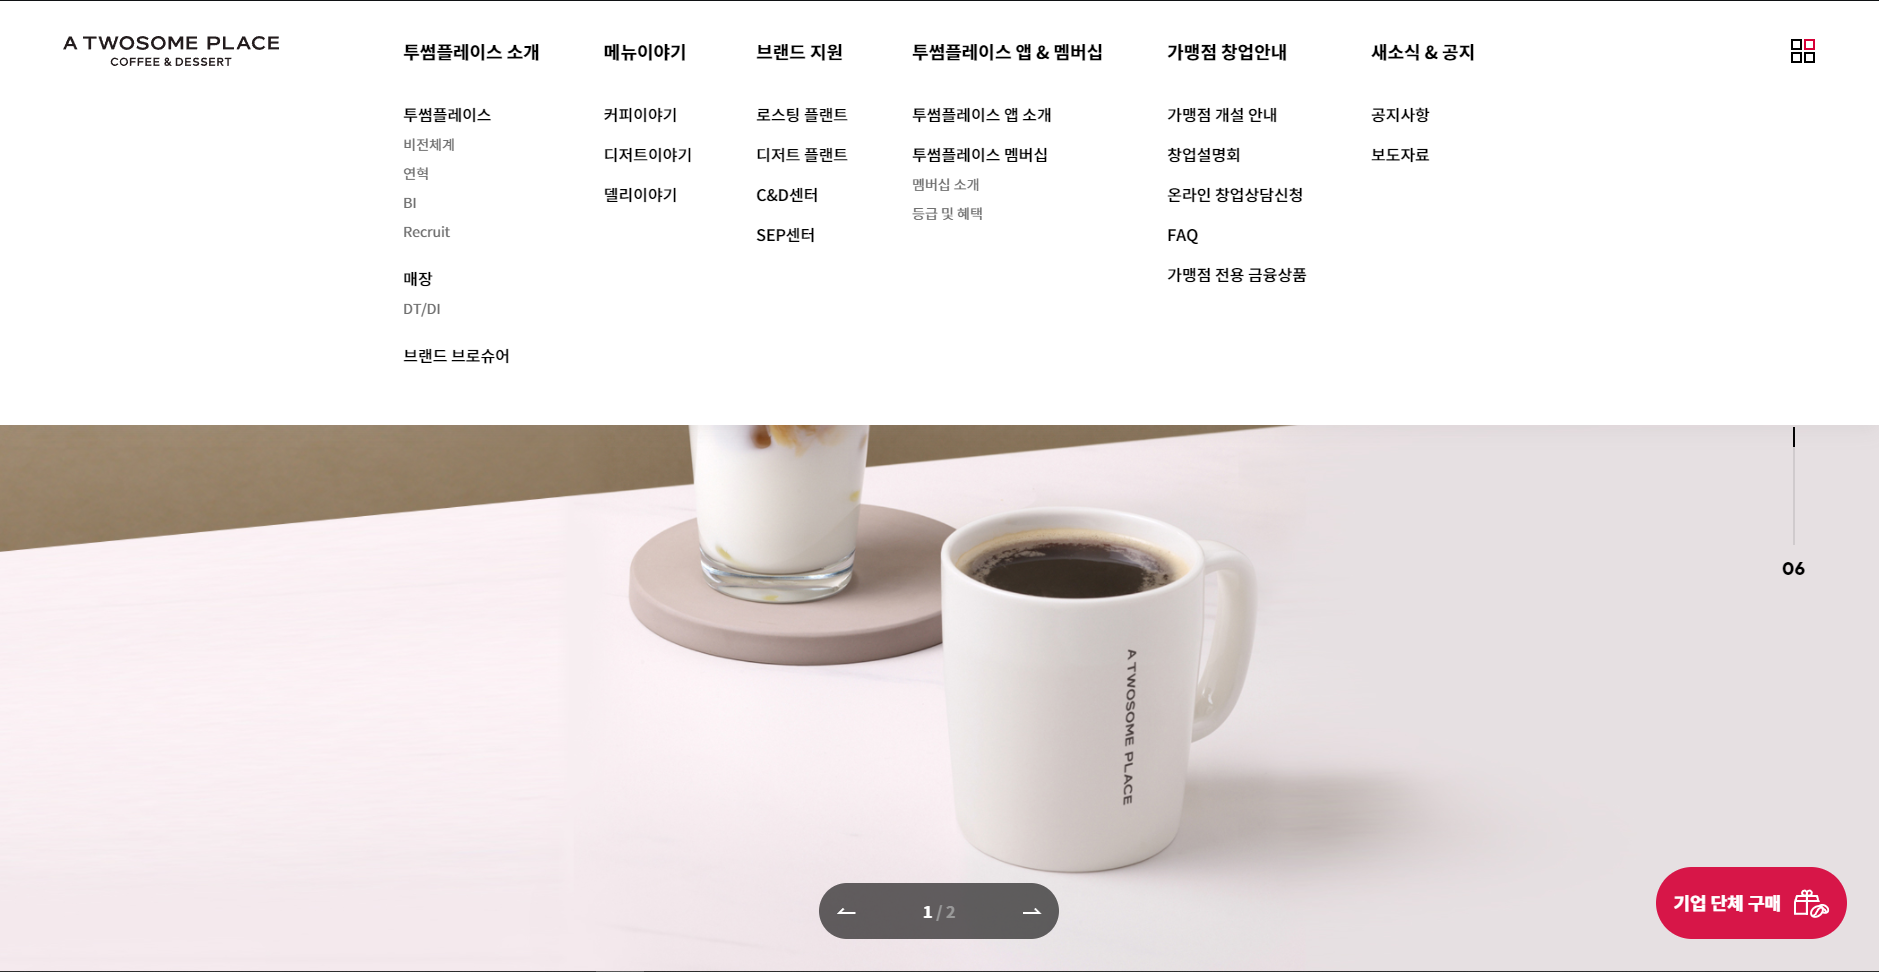 A TWOSOME PLACE
COFFEE & DESSERT
투썸플레이스 소개
메뉴이야기
브랜드 지원
투썸플레이스 앱 & 멤버십
가맹점 창업안내
새소식 & 공지
투썸플레이스
비전체계
연혁
BI
Recruit
매장
DT/DI
브랜드 브로슈어
커피이야기
디저트이야기
델리이야기
로스팅 플랜트
디저트 플랜트
C&D센터
SEP센터
투썸플레이스 앱 소개
투썸플레이스 멤버십
멤버십 소개
등급 및 혜택
가맹점 개설 안내
창업설명회
온라인 창업상담신청
FAQ
가맹점 전용 금융상품
공지사항
보도자료
06
A TWOSOME PLACE
1 / 2
기업 단체 구매